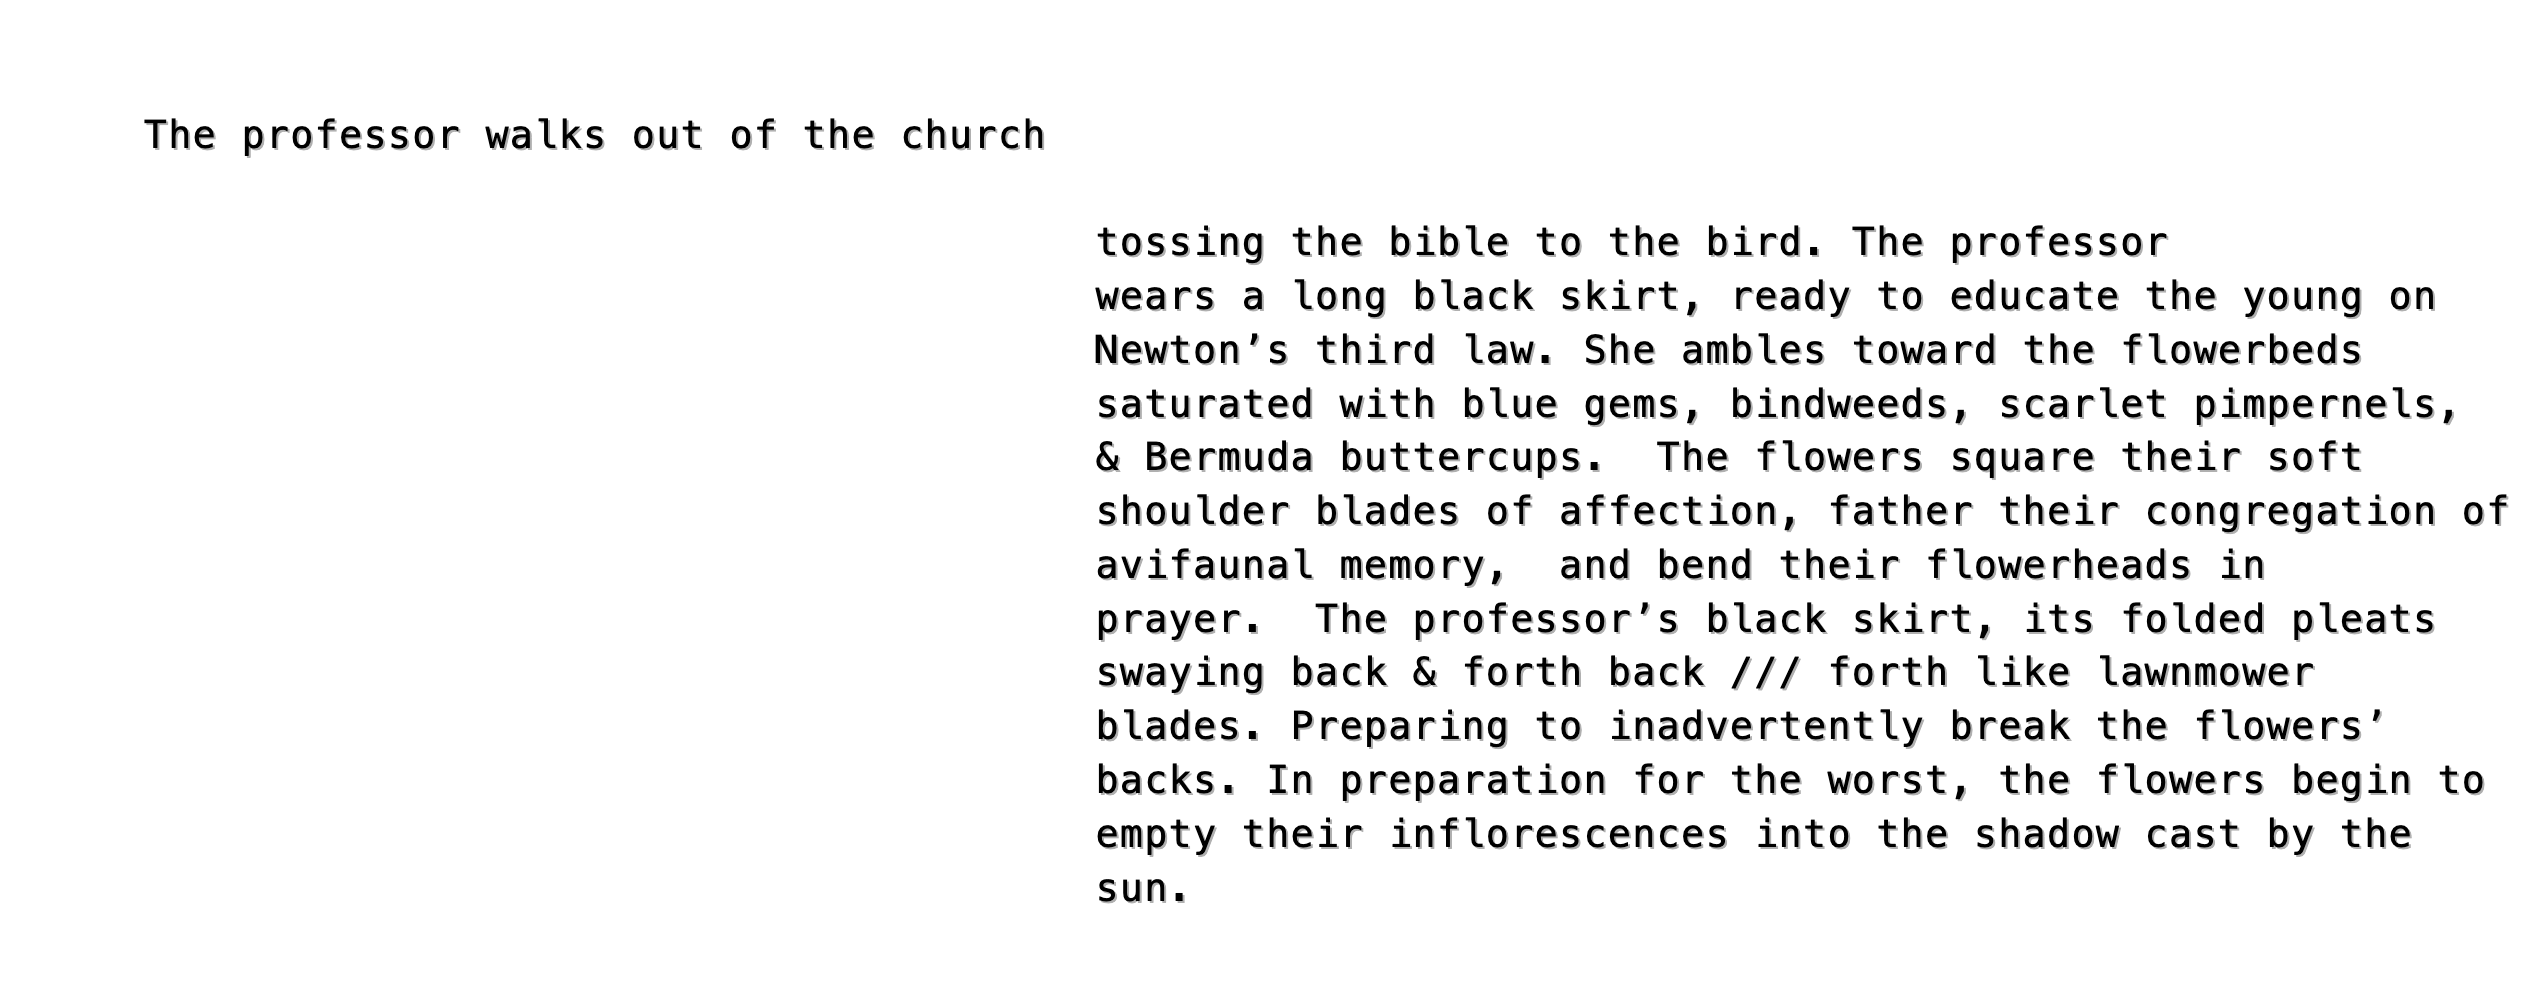 The professor walks out of the church
tossing the bible to the bird. The professor
wears a long black skirt, ready to educate the young on
Newton’s third law. She ambles toward the flowerbeds
saturated with blue gems, bindweeds, scarlet pimpernels,
& Bermuda buttercups.  The flowers square their soft
shoulder blades of affection, father their congregation of
avifaunal memory,  and bend their flowerheads in
prayer.  The professor’s black skirt, its folded pleats
swaying back & forth back /// forth like lawnmower
blades. Preparing to inadvertently break the flowers’
backs. In preparation for the worst, the flowers begin to
empty their inflorescences into the shadow cast by the
sun.